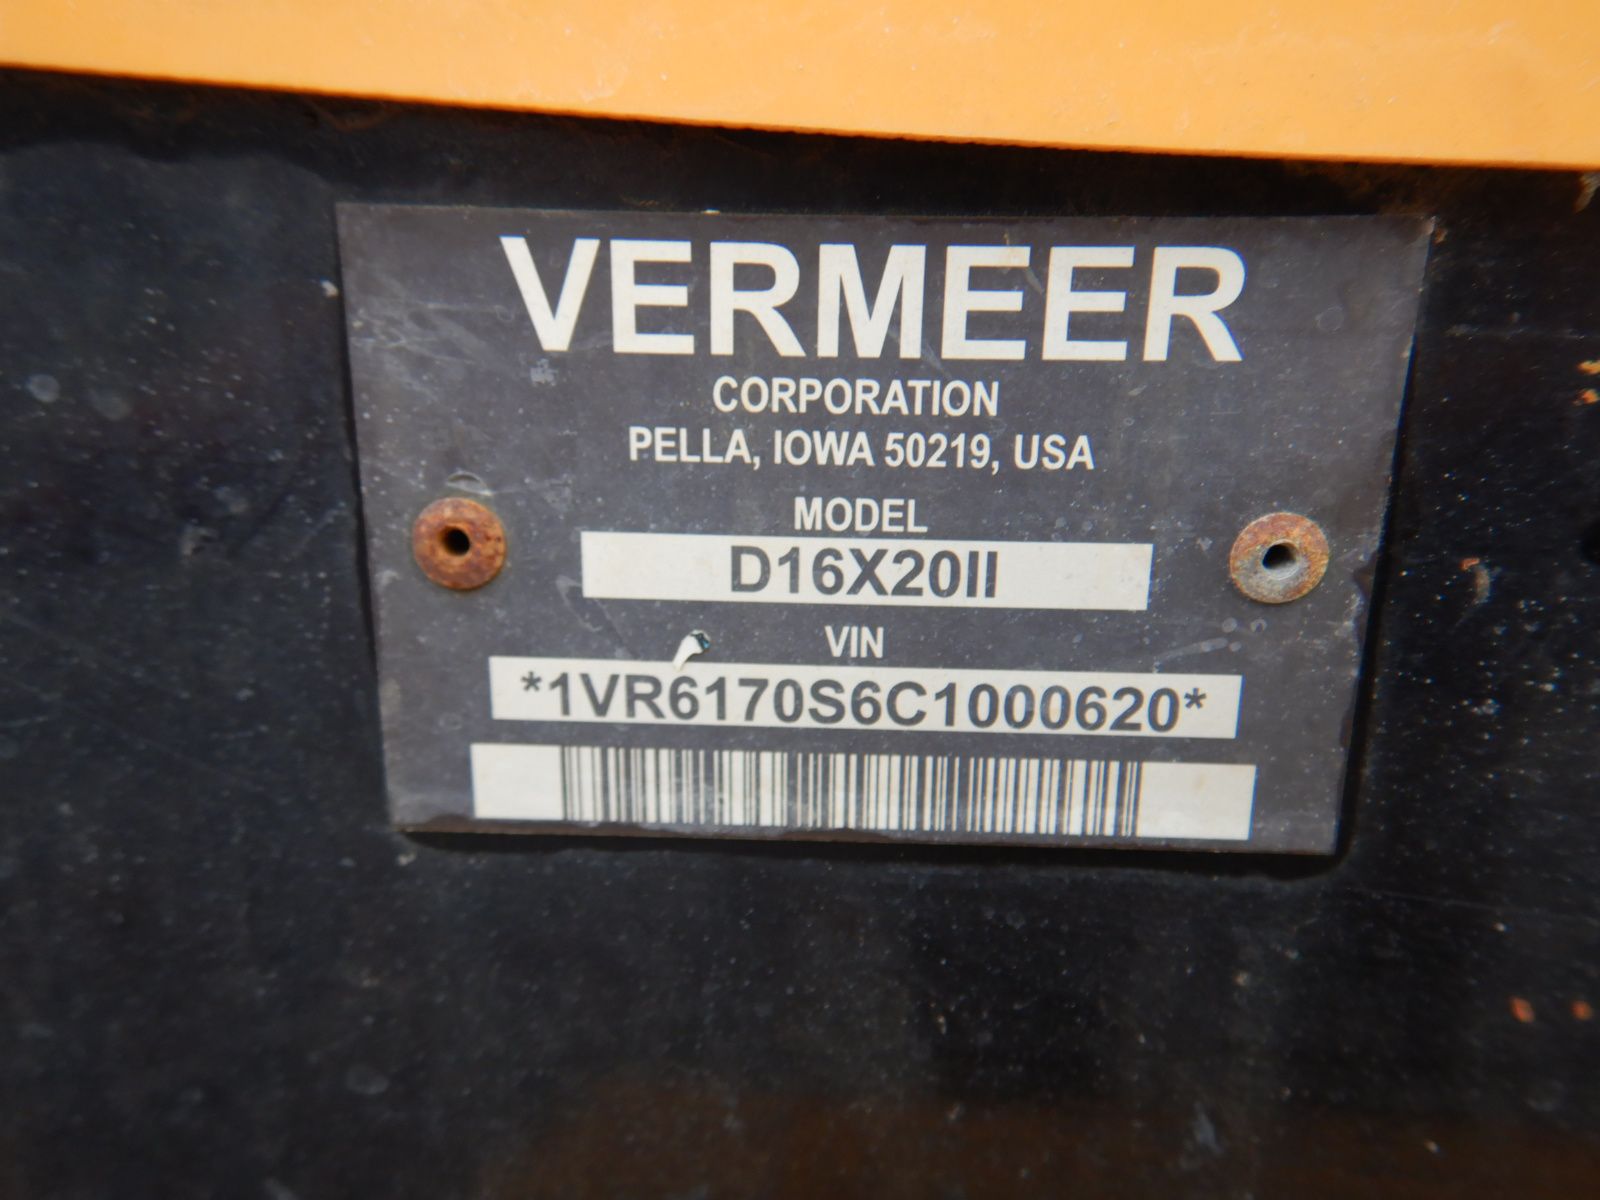 VERMEER
CORPORATION
PELLA, IOWA 50219, USA
MODEL
D16X20II
VIN
*1VR6170S6C1000620*